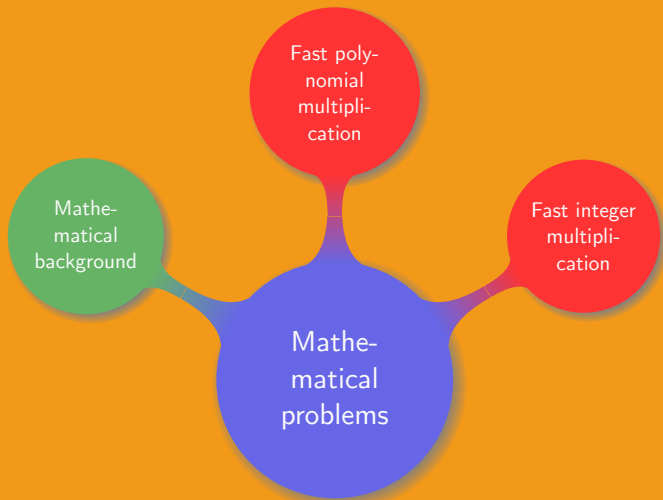 Fast poly-
nomial
multipli-
cation
Mathe-
matical
background
Fast integer
multipli-
cation
Mathe-
matical
problems